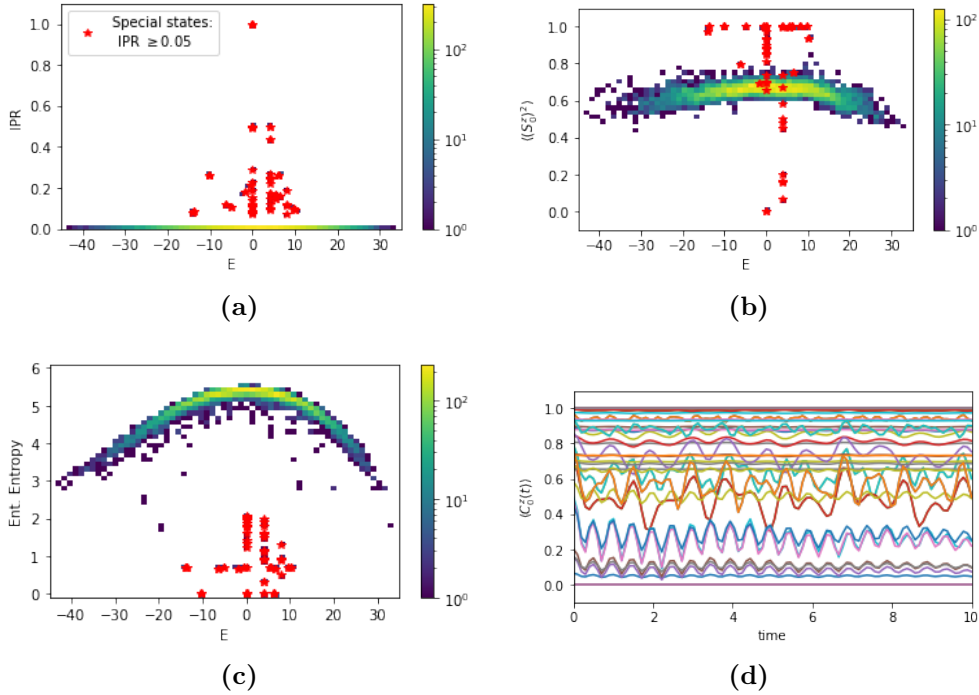 1.0
0.8
0.6
0.4
0.2
0.0
IPR
Special states:
IPR ≥ 0.05
−40 −30 −20 −10 0 10 20 30
E
10²
10¹
10⁰
(a)
1.0
0.8
0.6
0.4
0.2
0.0
⟨(S₀ᶻ)²⟩
−40 −30 −20 −10 0 10 20 30
E
10²
10¹
10⁰
(b)
6
5
4
3
2
1
0
Ent. Entropy
−40 −30 −20 −10 0 10 20 30
E
10²
10¹
10⁰
(c)
1.0
0.8
0.6
0.4
0.2
0.0
⟨C₀ᶻ(t)⟩
0 2 4 6 8 10
time
(d)